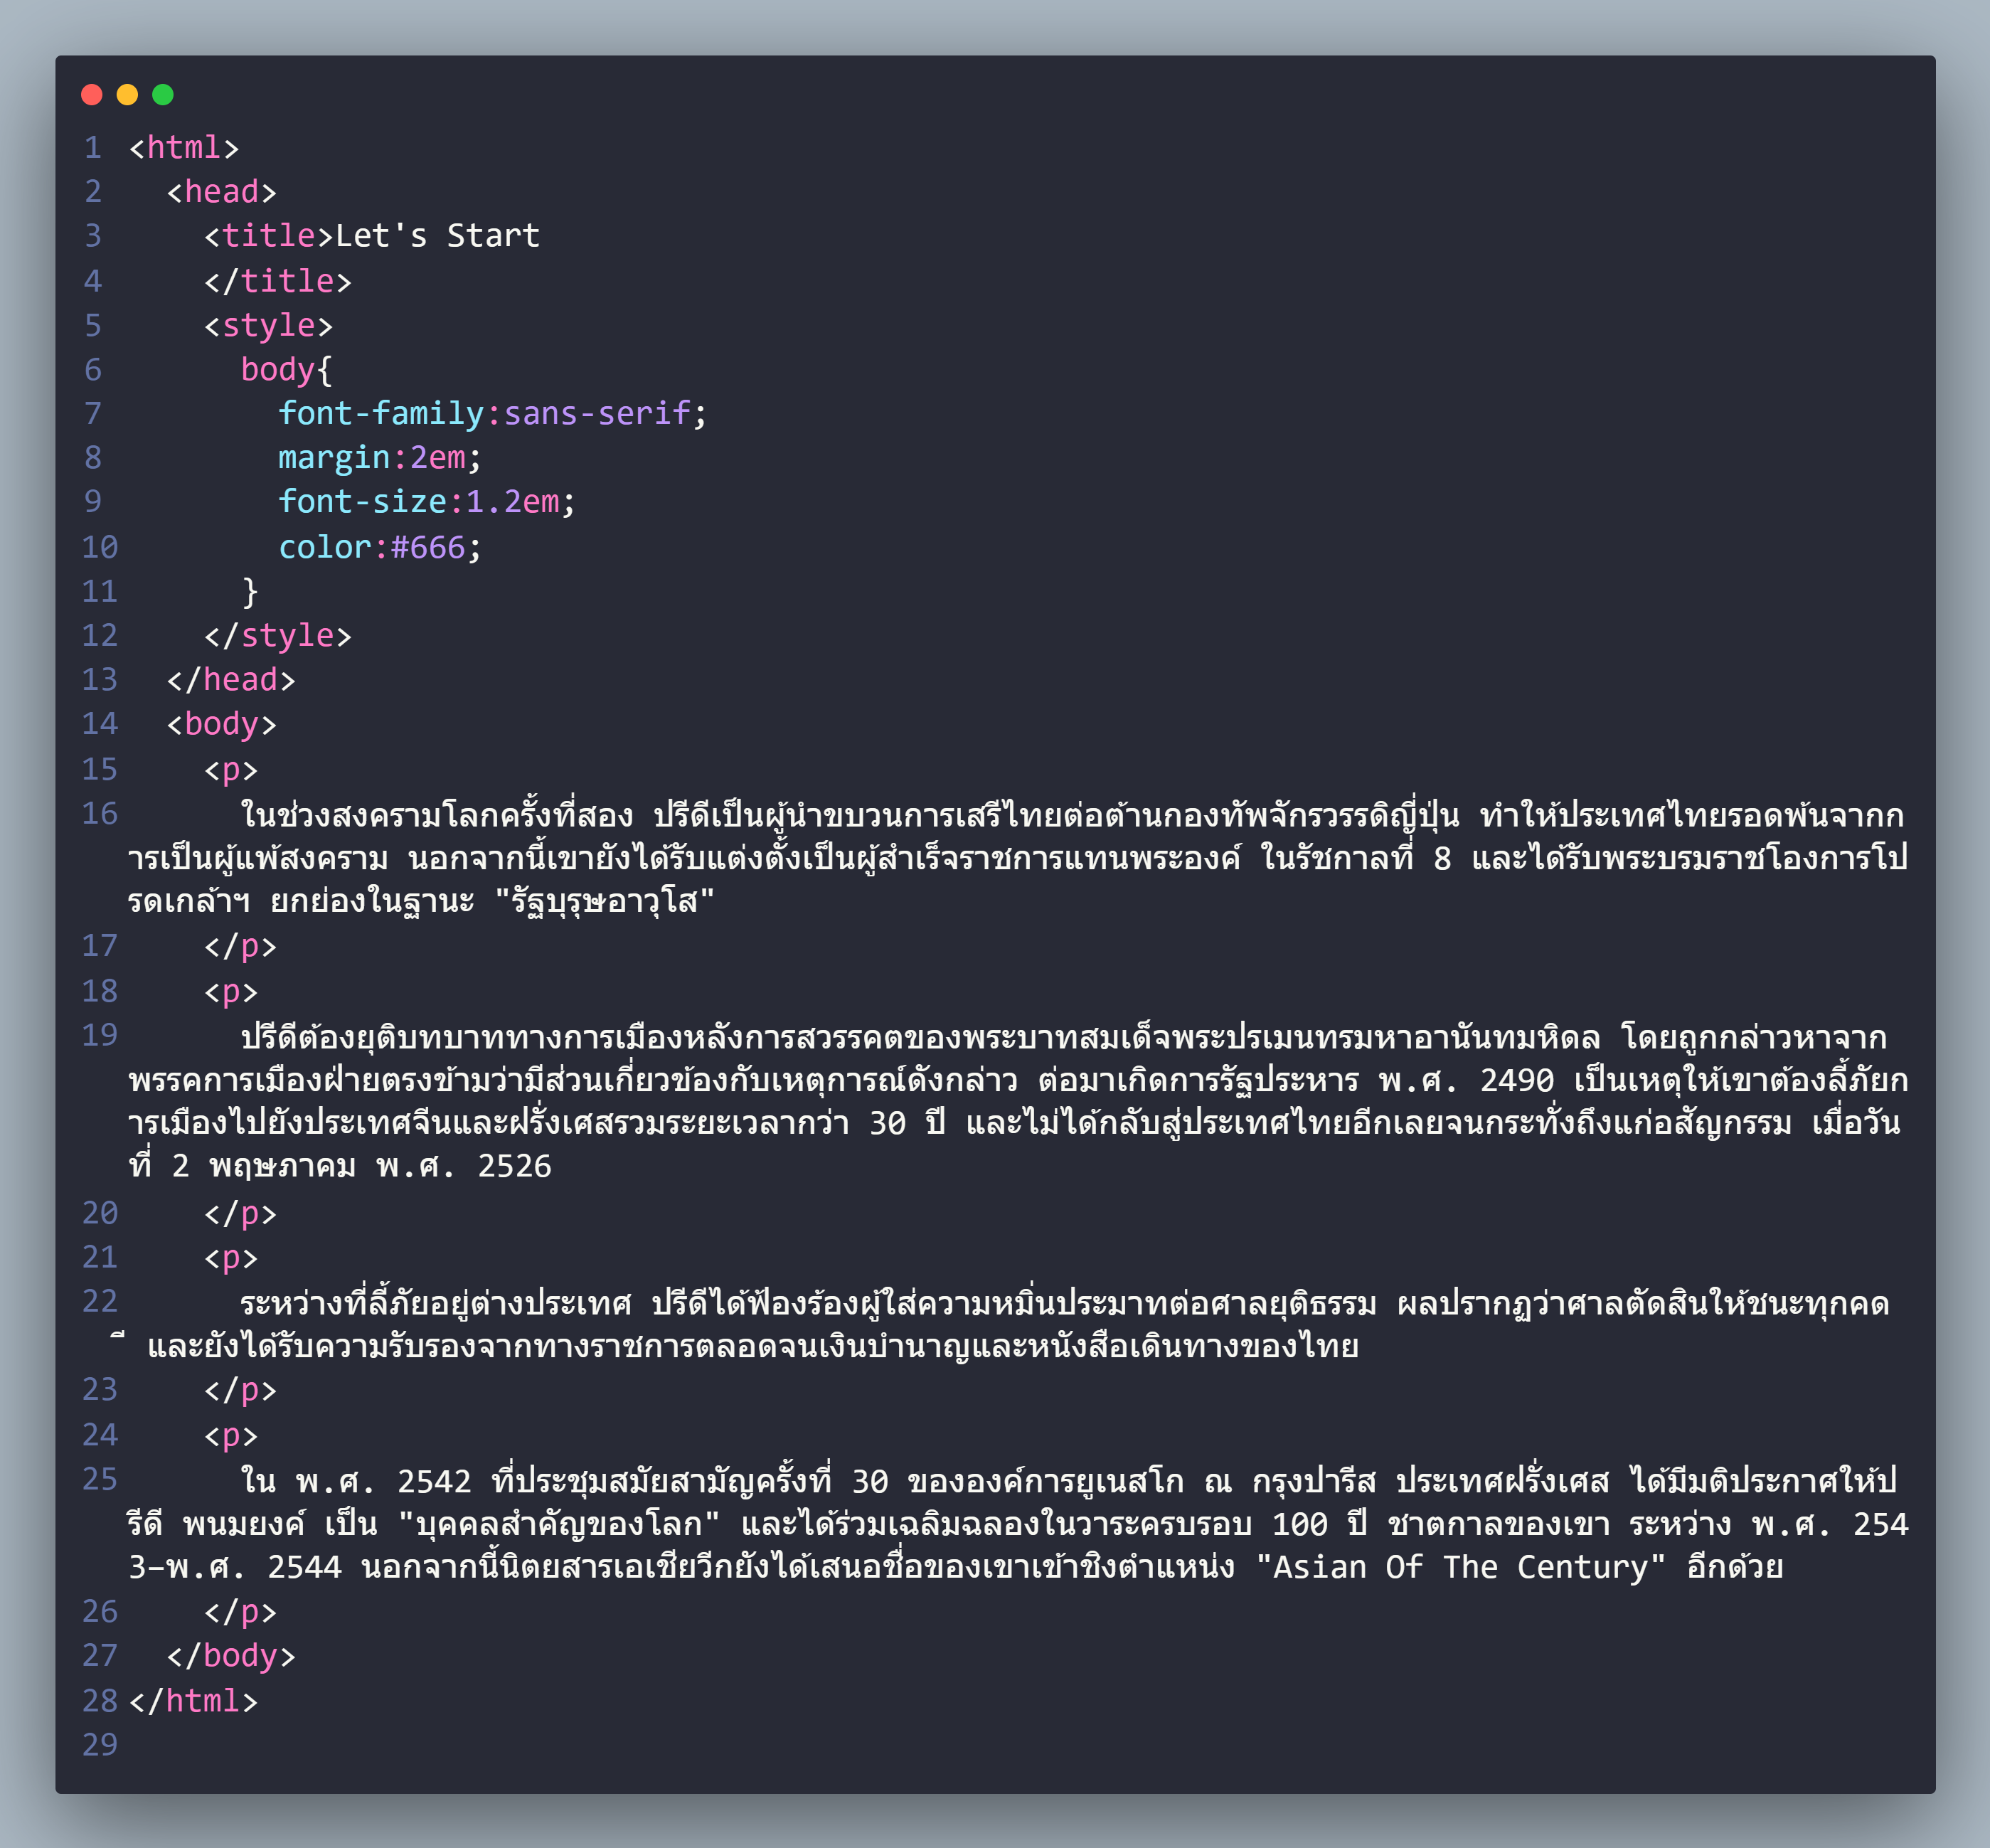 1 <html>
2   <head>
3     <title>Let's Start
4     </title>
5     <style>
6       body{
7         font-family:sans-serif;
8         margin:2em;
9         font-size:1.2em;
10         color:#666;
11       }
12     </style>
13   </head>
14   <body>
15     <p>
16       ในช่วงสงครามโลกครั้งที่สอง ปรีดีเป็นผู้นำขบวนการเสรีไทยต่อต้านกองทัพจักรวรรดิญี่ปุ่น ทำให้ประเทศไทยรอดพ้นจากก
ารเป็นผู้แพ้สงคราม นอกจากนี้เขายังได้รับแต่งตั้งเป็นผู้สำเร็จราชการแทนพระองค์ ในรัชกาลที่ 8 และได้รับพระบรมราชโองการโป
รดเกล้าฯ ยกย่องในฐานะ "รัฐบุรุษอาวุโส"
17     </p>
18     <p>
19       ปรีดีต้องยุติบทบาททางการเมืองหลังการสวรรคตของพระบาทสมเด็จพระปรเมนทรมหาอานันทมหิดล โดยถูกกล่าวหาจาก
พรรคการเมืองฝ่ายตรงข้ามว่ามีส่วนเกี่ยวข้องกับเหตุการณ์ดังกล่าว ต่อมาเกิดการรัฐประหาร พ.ศ. 2490 เป็นเหตุให้เขาต้องลี้ภัยก
ารเมืองไปยังประเทศจีนและฝรั่งเศสรวมระยะเวลากว่า 30 ปี และไม่ได้กลับสู่ประเทศไทยอีกเลยจนกระทั่งถึงแก่อสัญกรรม เมื่อวัน
ที่ 2 พฤษภาคม พ.ศ. 2526
20     </p>
21     <p>
22       ระหว่างที่ลี้ภัยอยู่ต่างประเทศ ปรีดีได้ฟ้องร้องผู้ใส่ความหมิ่นประมาทต่อศาลยุติธรรม ผลปรากฏว่าศาลตัดสินให้ชนะทุกคด
ี และยังได้รับความรับรองจากทางราชการตลอดจนเงินบำนาญและหนังสือเดินทางของไทย
23     </p>
24     <p>
25       ใน พ.ศ. 2542 ที่ประชุมสมัยสามัญครั้งที่ 30 ขององค์การยูเนสโก ณ กรุงปารีส ประเทศฝรั่งเศส ได้มีมติประกาศให้ป
รีดี พนมยงค์ เป็น "บุคคลสำคัญของโลก" และได้ร่วมเฉลิมฉลองในวาระครบรอบ 100 ปี ชาตกาลของเขา ระหว่าง พ.ศ. 254
3–พ.ศ. 2544 นอกจากนี้นิตยสารเอเชียวีกยังได้เสนอชื่อของเขาเข้าชิงตำแหน่ง "Asian Of The Century" อีกด้วย
26     </p>
27   </body>
28 </html>
29